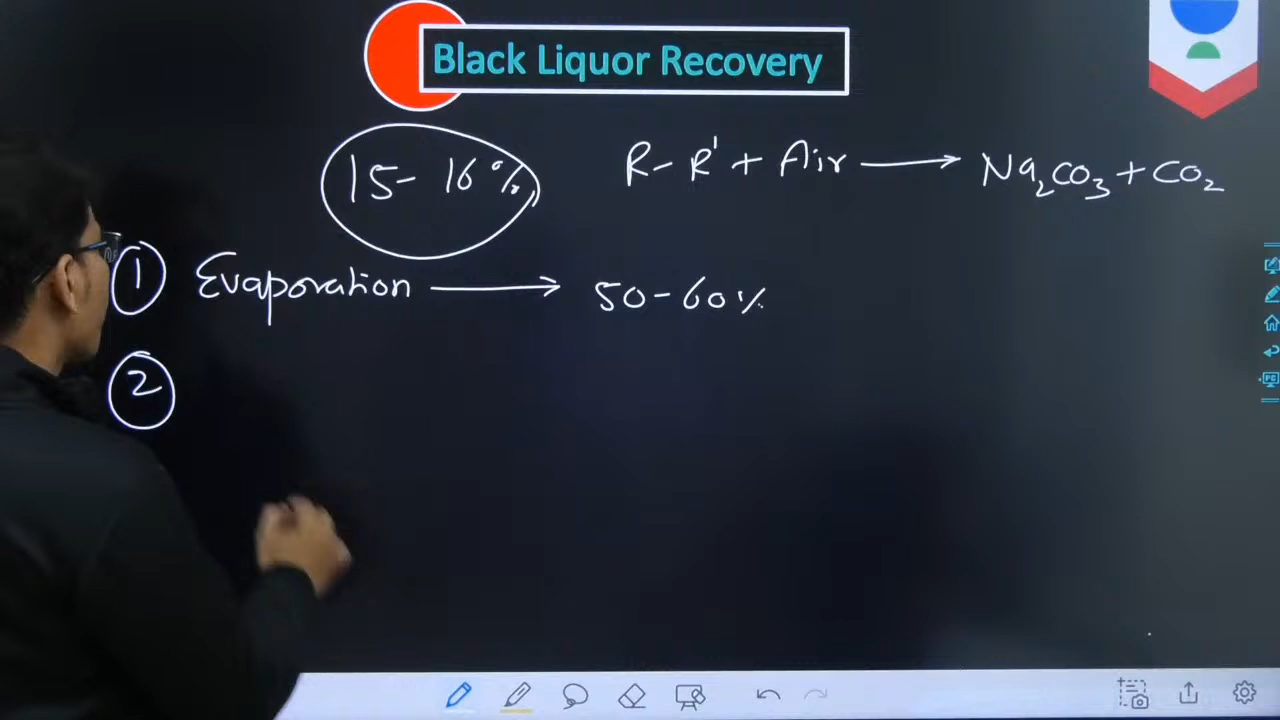 Black Liquor Recovery
15 - 16 %
R - R' + Air ⟶ Na₂CO₃ + CO₂
① Evaporation ⟶ 50 - 60 %
②